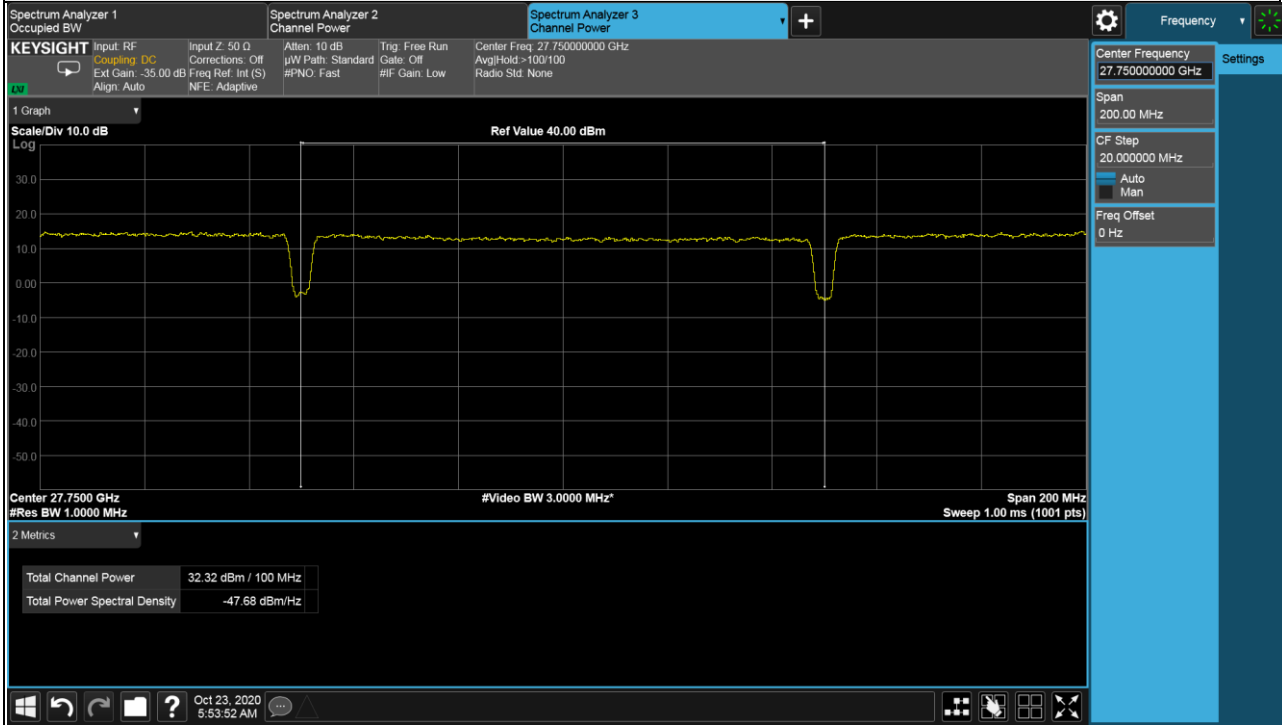 Spectrum Analyzer 1
Occupied BW
Spectrum Analyzer 2
Channel Power
Spectrum Analyzer 3
Channel Power
▼
+
Frequency ▼
KEYSIGHT
Input: RF
Coupling: DC
Ext Gain: -35.00 dB
Align: Auto
Input Z: 50 Ω
Corrections: Off
Freq Ref: Int (S)
NFE: Adaptive
Atten: 10 dB
µW Path: Standard
#PNO: Fast
Trig: Free Run
Gate: Off
#IF Gain: Low
Center Freq: 27.750000000 GHz
Avg|Hold:>100/100
Radio Std: None
LXI
Center Frequency
27.750000000 GHz
Settings
Span
200.00 MHz
CF Step
20.000000 MHz
Auto
Man
Freq Offset
0 Hz
1 Graph ▼
Scale/Div 10.0 dB
Ref Value 40.00 dBm
Log
30.0
20.0
10.0
0.00
-10.0
-20.0
-30.0
-40.0
-50.0
Center 27.7500 GHz
#Video BW 3.0000 MHz*
Span 200 MHz
#Res BW 1.0000 MHz
Sweep 1.00 ms (1001 pts)
2 Metrics ▼
Total Channel Power 32.32 dBm / 100 MHz
Total Power Spectral Density -47.68 dBm/Hz
?
Oct 23, 2020
5:53:52 AM